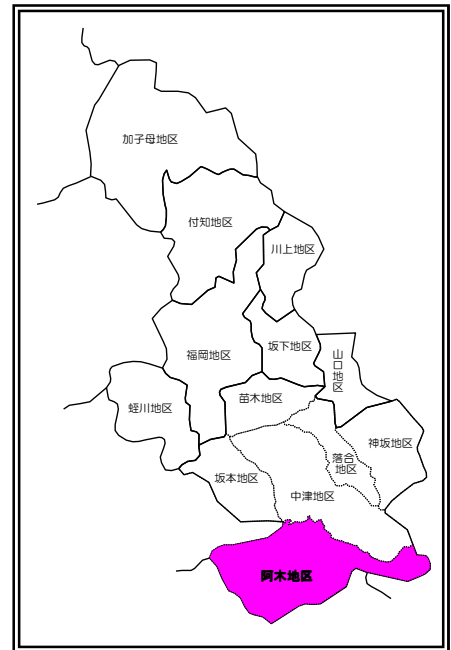 加子母地区
付知地区
川上地区
福岡地区
坂下地区
山口地区
蛭川地区
苗木地区
神坂地区
落合
地区
坂本地区
中津地区
阿木地区